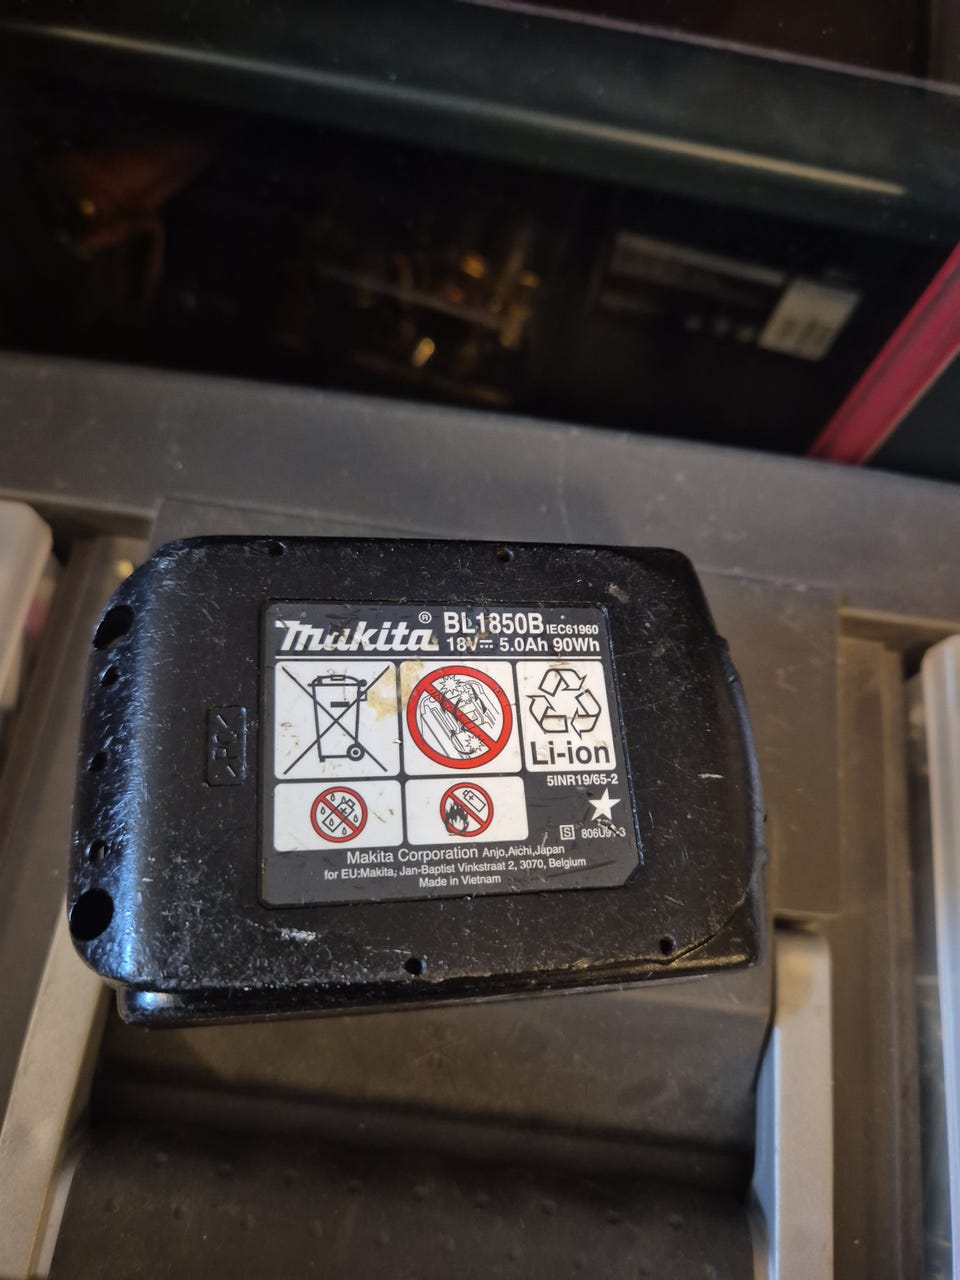 Makita® BL1850B IEC61960
18V⎓ 5.0Ah 90Wh
Li-ion
5INR19/65-2
S
Makita Corporation Anjo,Aichi,Japan
for EU:Makita, Jan-Baptist Vinkstraat 2, 3070, Belgium
Made in Vietnam
>PC<